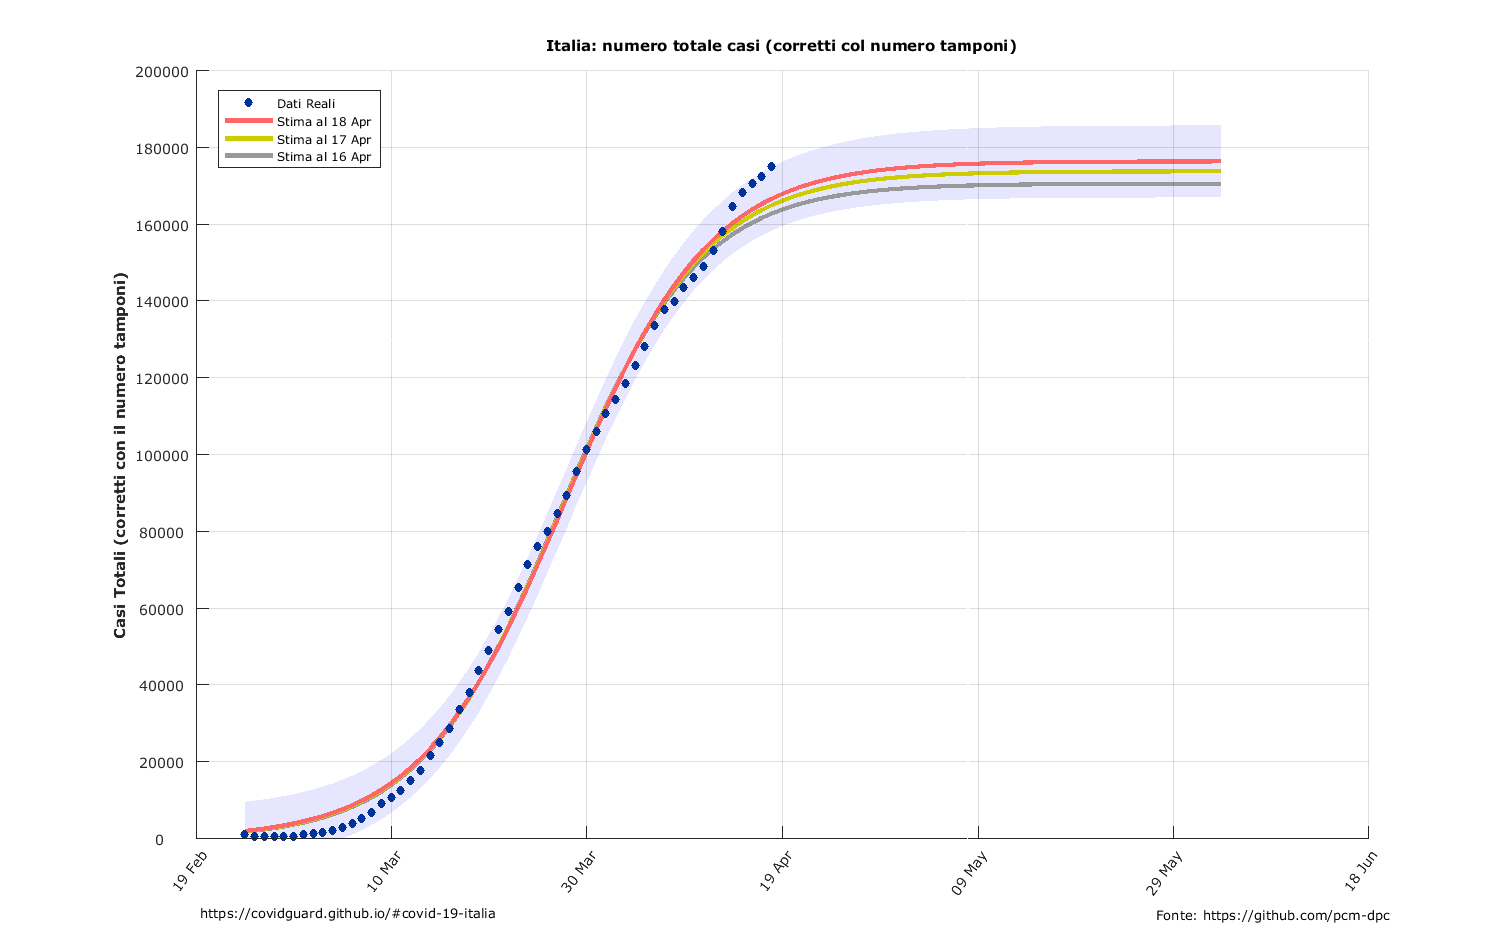 Italia: numero totale casi (corretti col numero tamponi)
Casi Totali (corretti con il numero tamponi)
200000
180000
160000
140000
120000
100000
80000
60000
40000
20000
0
Dati Reali
Stima al 18 Apr
Stima al 17 Apr
Stima al 16 Apr
19 Feb
10 Mar
30 Mar
19 Apr
09 May
29 May
18 Jun
https://covidguard.github.io/#covid-19-italia
Fonte: https://github.com/pcm-dpc